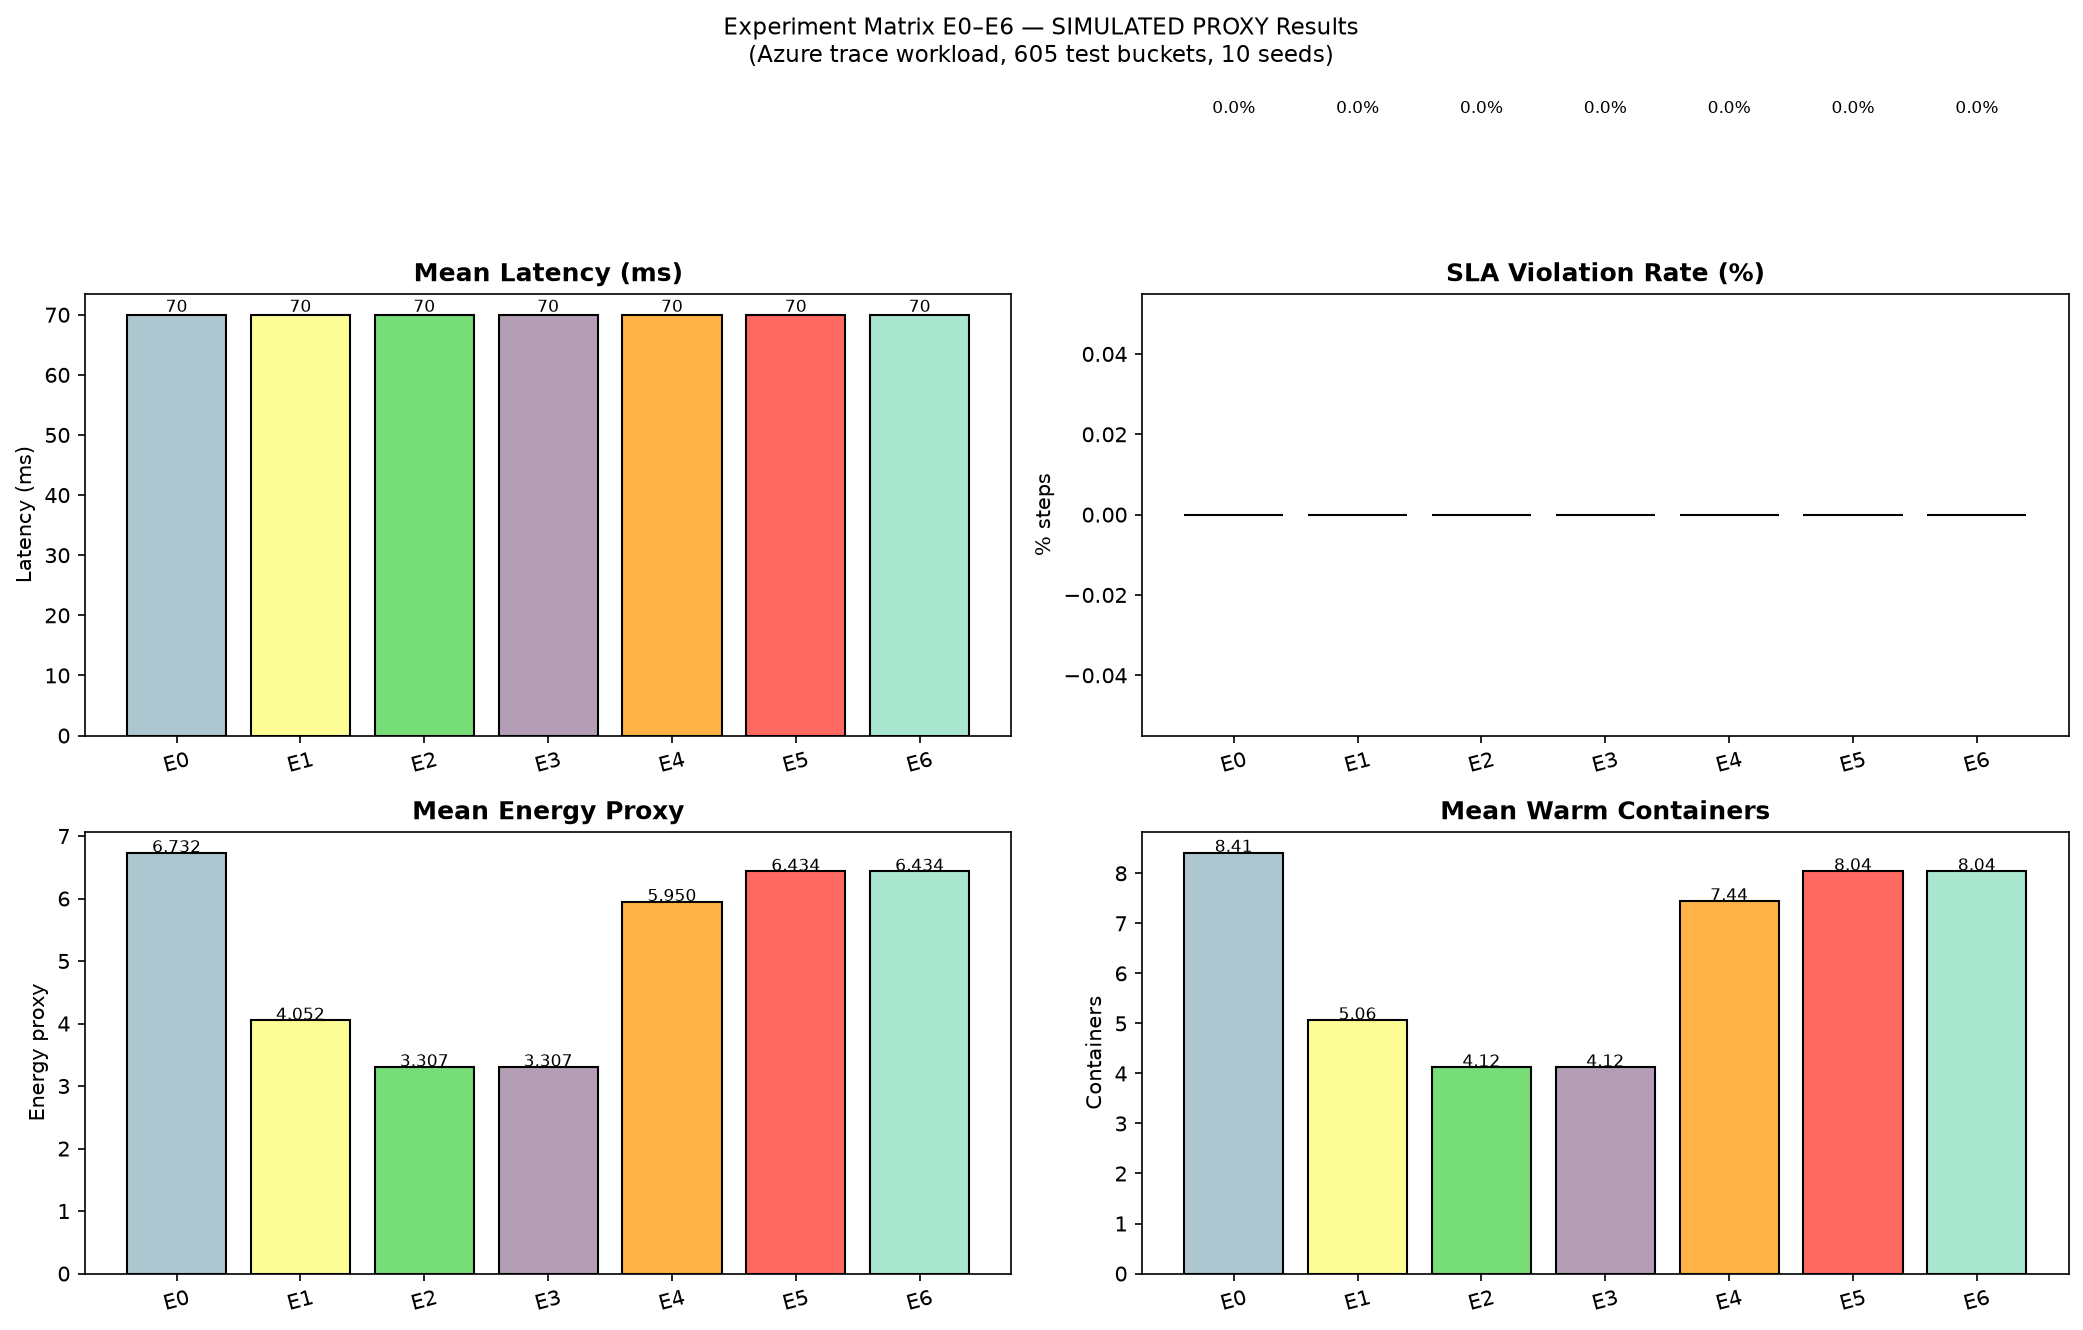 Experiment Matrix E0–E6 — SIMULATED PROXY Results
(Azure trace workload, 605 test buckets, 10 seeds)
0.0% 0.0% 0.0% 0.0% 0.0% 0.0% 0.0%
Mean Latency (ms)
70 70 70 70 70 70 70
70
60
50
40
30
20
10
0
Latency (ms)
E0 E1 E2 E3 E4 E5 E6
SLA Violation Rate (%)
0.04
0.02
0.00
−0.02
−0.04
% steps
E0 E1 E2 E3 E4 E5 E6
Mean Energy Proxy
6.732 4.052 3.307 3.307 5.950 6.434 6.434
7
6
5
4
3
2
1
0
Energy proxy
E0 E1 E2 E3 E4 E5 E6
Mean Warm Containers
8.41 5.06 4.12 4.12 7.44 8.04 8.04
8
7
6
5
4
3
2
1
0
Containers
E0 E1 E2 E3 E4 E5 E6